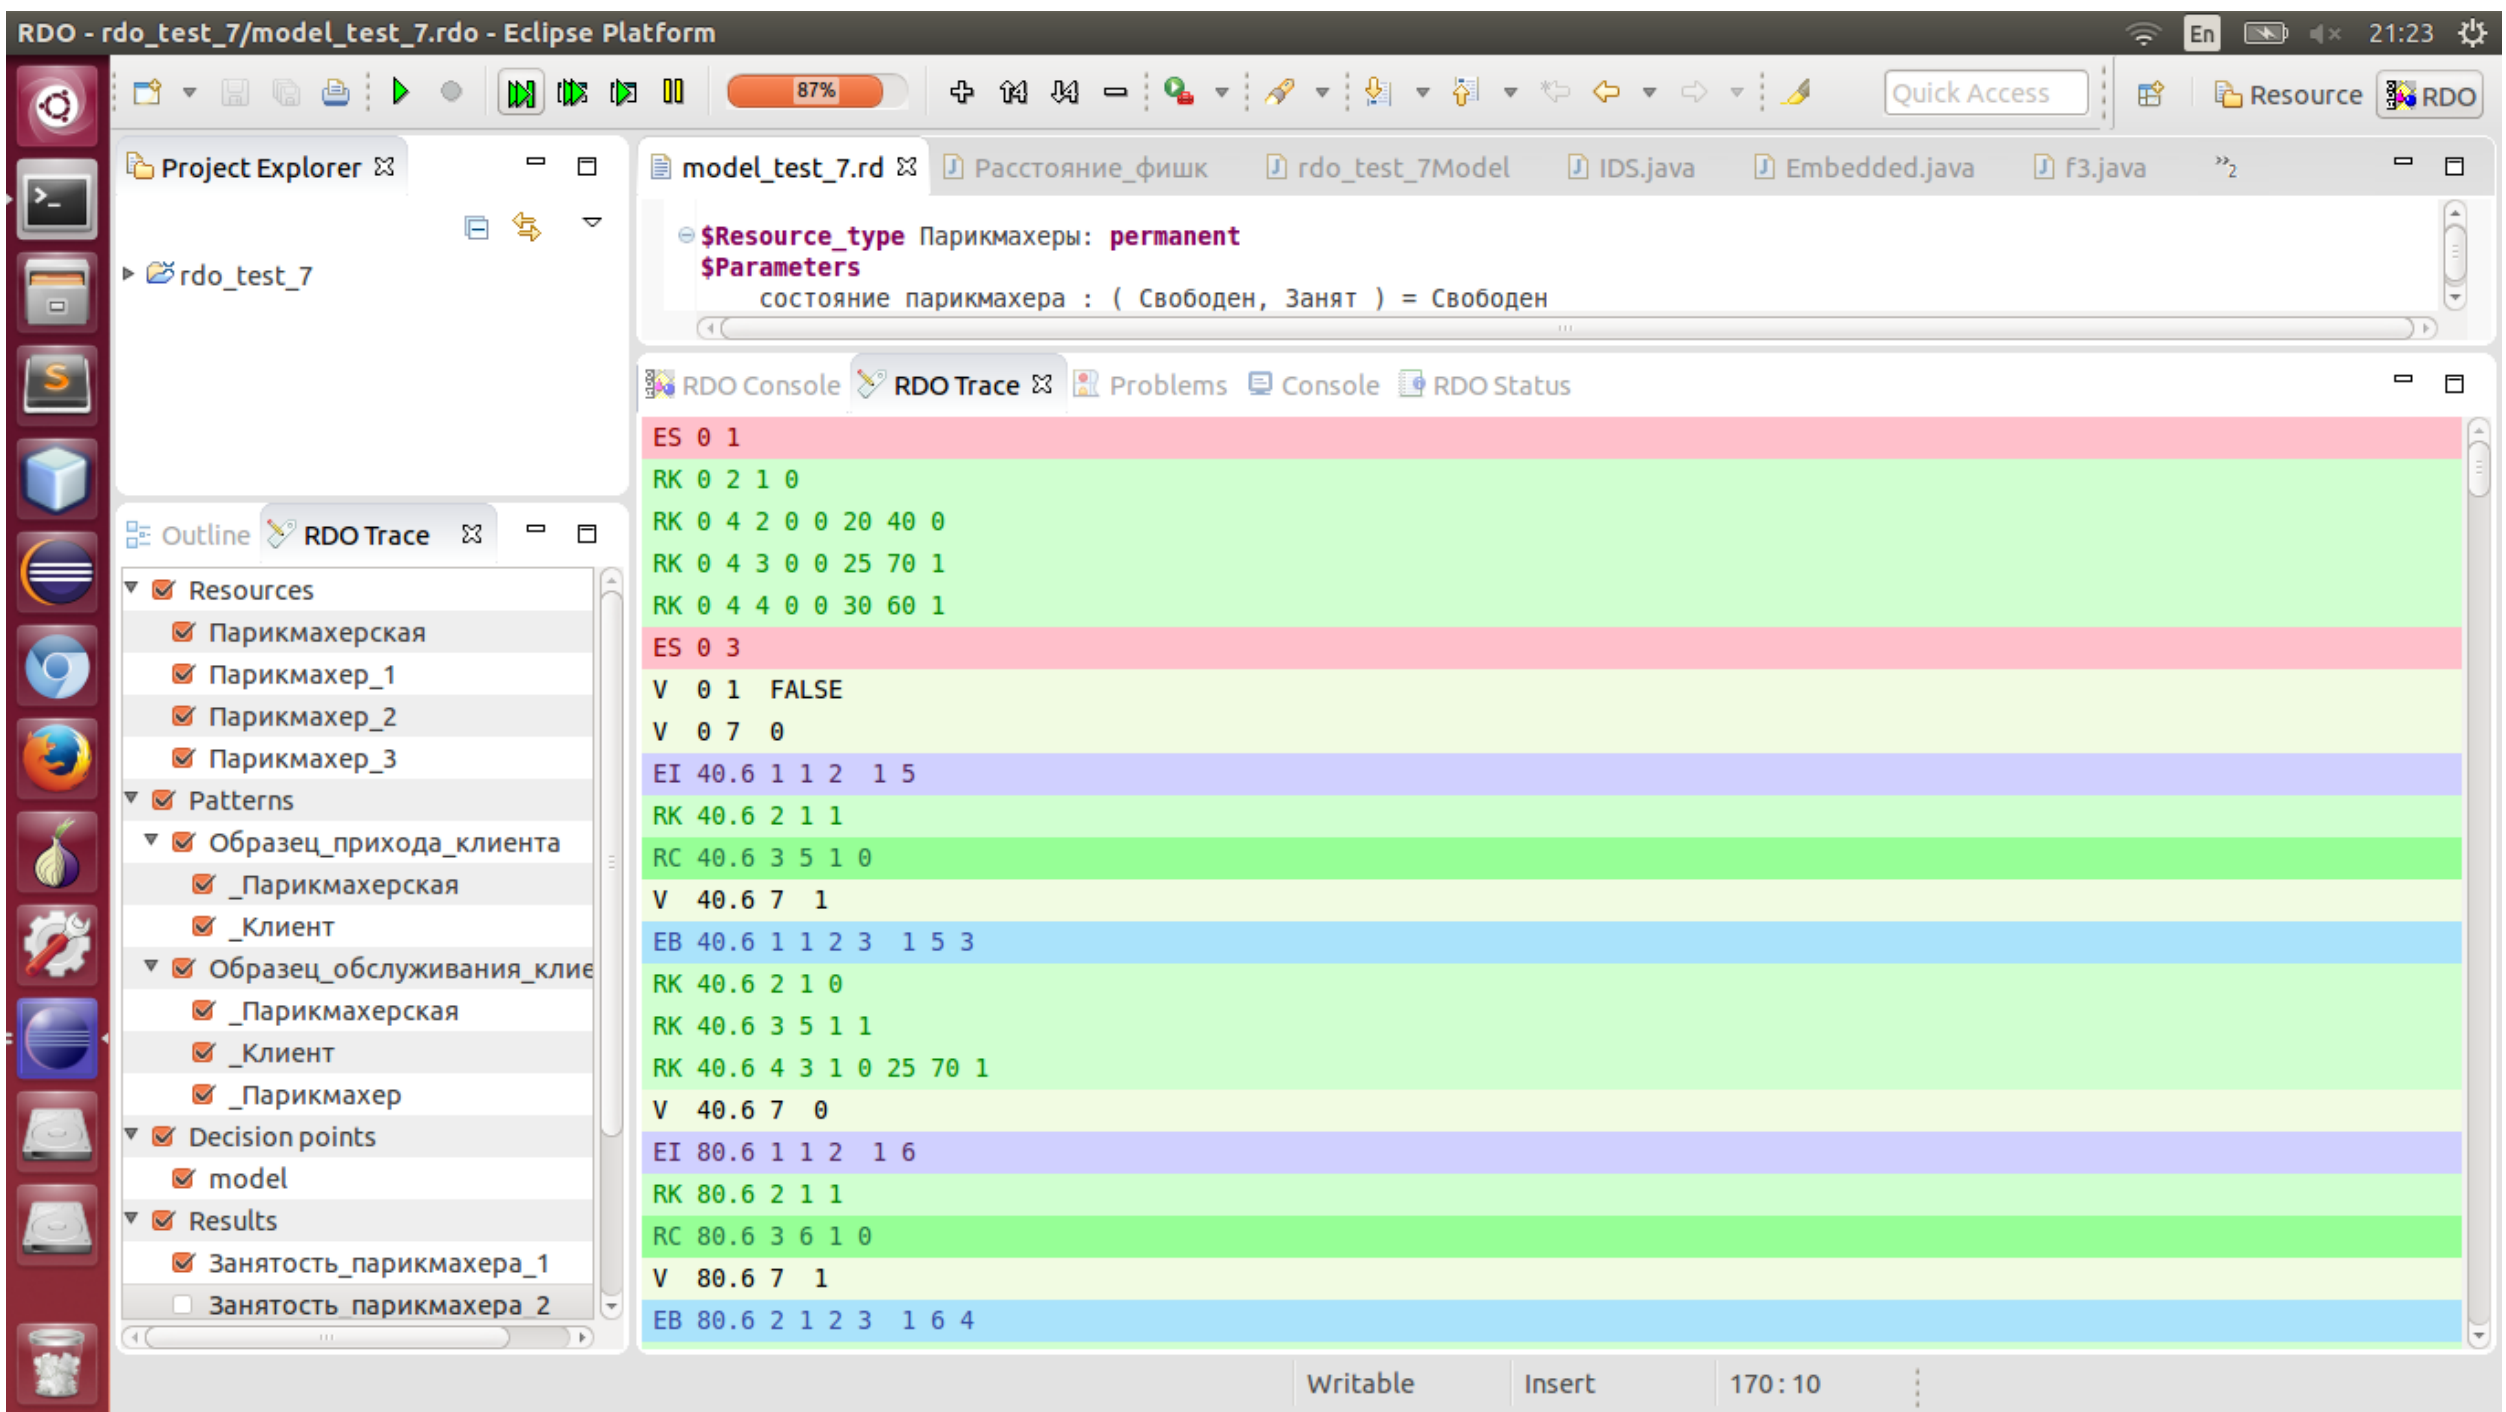 RDO - rdo_test_7/model_test_7.rdo - Eclipse Platform
En
21:23
87%
Quick Access
Resource
RDO
Project Explorer
rdo_test_7
model_test_7.rd
Расстояние_фишк
rdo_test_7Model
IDS.java
Embedded.java
f3.java
»2
$Resource_type Парикмахеры: permanent
$Parameters
состояние парикмахера : ( Свободен, Занят ) = Свободен
RDO Console
RDO Trace
Problems
Console
RDO Status
ES 0 1
RK 0 2 1 0
RK 0 4 2 0 0 20 40 0
RK 0 4 3 0 0 25 70 1
RK 0 4 4 0 0 30 60 1
ES 0 3
V  0 1  FALSE
V  0 7  0
EI 40.6 1 1 2  1 5
RK 40.6 2 1 1
RC 40.6 3 5 1 0
V  40.6 7  1
EB 40.6 1 1 2 3  1 5 3
RK 40.6 2 1 0
RK 40.6 3 5 1 1
RK 40.6 4 3 1 0 25 70 1
V  40.6 7  0
EI 80.6 1 1 2  1 6
RK 80.6 2 1 1
RC 80.6 3 6 1 0
V  80.6 7  1
EB 80.6 2 1 2 3  1 6 4
Outline
RDO Trace
Resources
Парикмахерская
Парикмахер_1
Парикмахер_2
Парикмахер_3
Patterns
Образец_прихода_клиента
_Парикмахерская
_Клиент
Образец_обслуживания_клие
_Парикмахерская
_Клиент
_Парикмахер
Decision points
model
Results
Занятость_парикмахера_1
Занятость_парикмахера_2
Writable
Insert
170:10